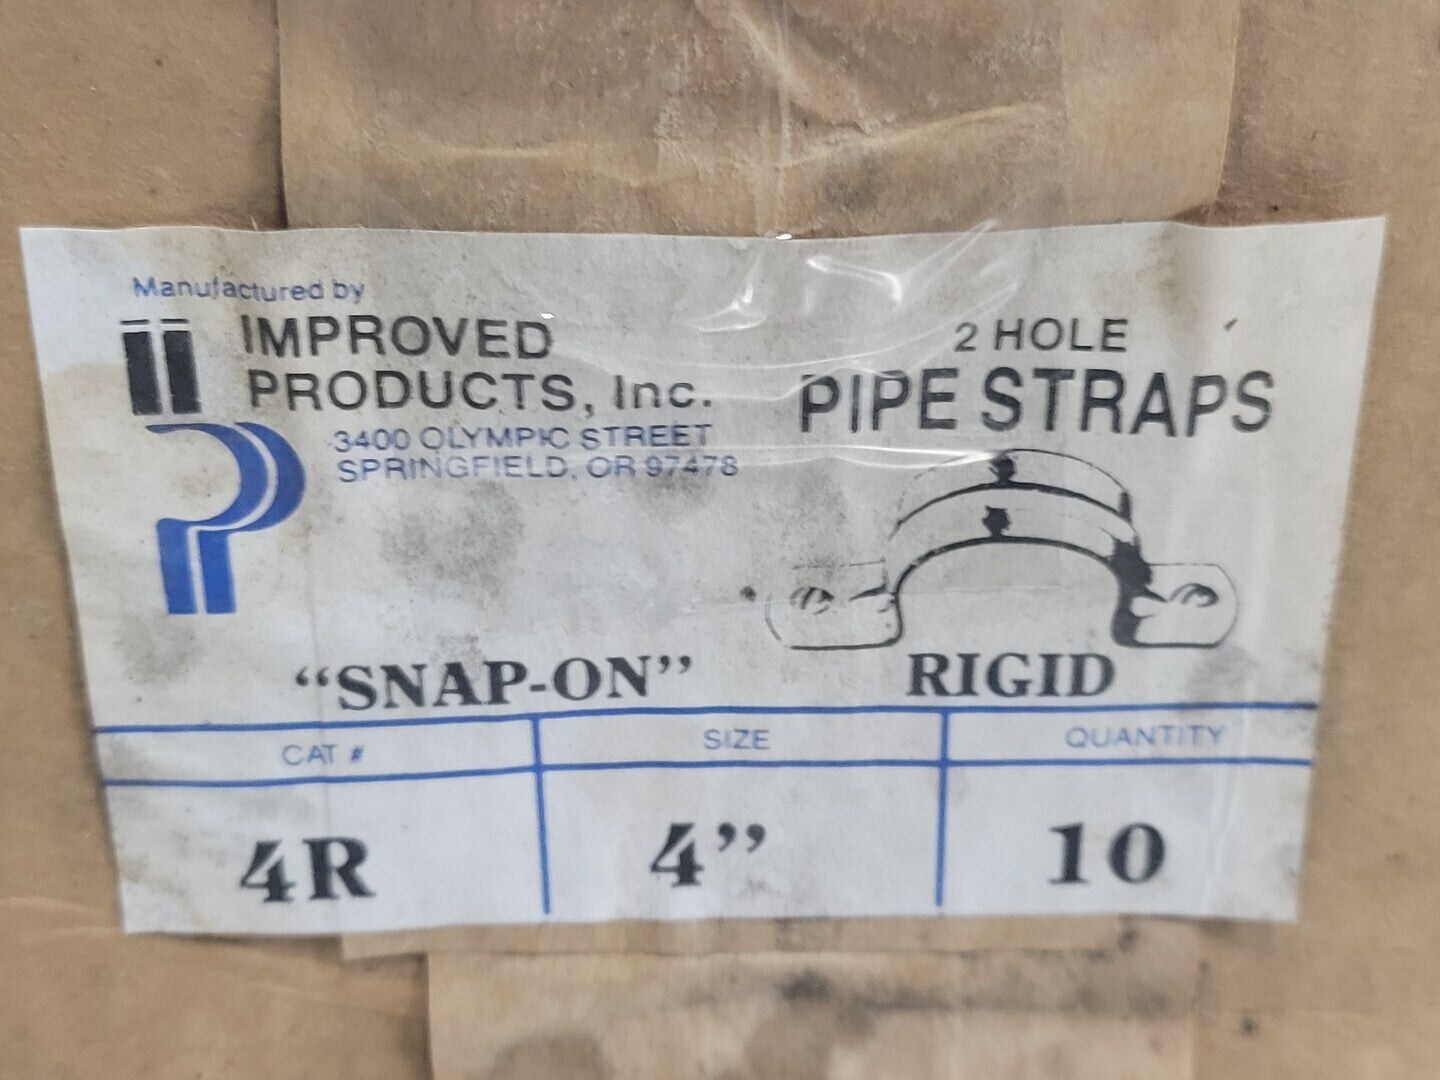 Manufactured by
IMPROVED
PRODUCTS, Inc.
3400 OLYMPIC STREET
SPRINGFIELD, OR 97478
2 HOLE
PIPE STRAPS
“SNAP-ON”
RIGID
CAT # SIZE QUANTITY
4R 4” 10